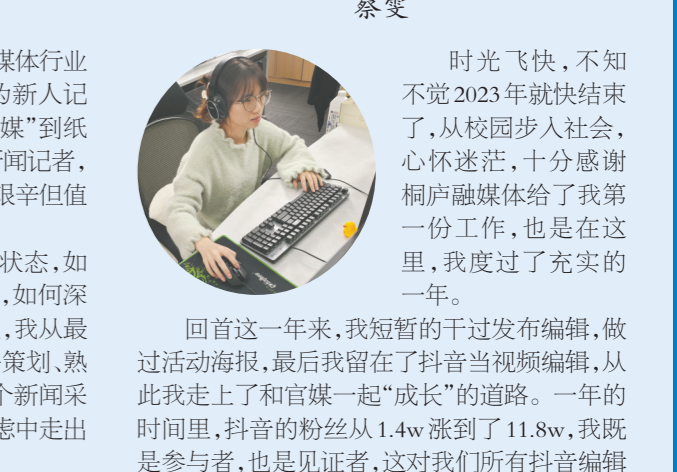 蔡雯
媒体行业
为新人记
媒”到纸
闻记者，
艰辛但值
状态，如
，如何深
，我从最
策划、熟
个新闻采
虑中走出
时光飞快，不知
不觉2023年就快结束
了，从校园步入社会，
心怀迷茫，十分感谢
桐庐融媒体给了我第
一份工作，也是在这
里，我度过了充实的
一年。
回首这一年来，我短暂的干过发布编辑，做
过活动海报，最后我留在了抖音当视频编辑，从
此我走上了和官媒一起“成长”的道路。一年的
时间里，抖音的粉丝从1.4w涨到了11.8w，我既
是参与者，也是见证者，这对我们所有抖音编辑